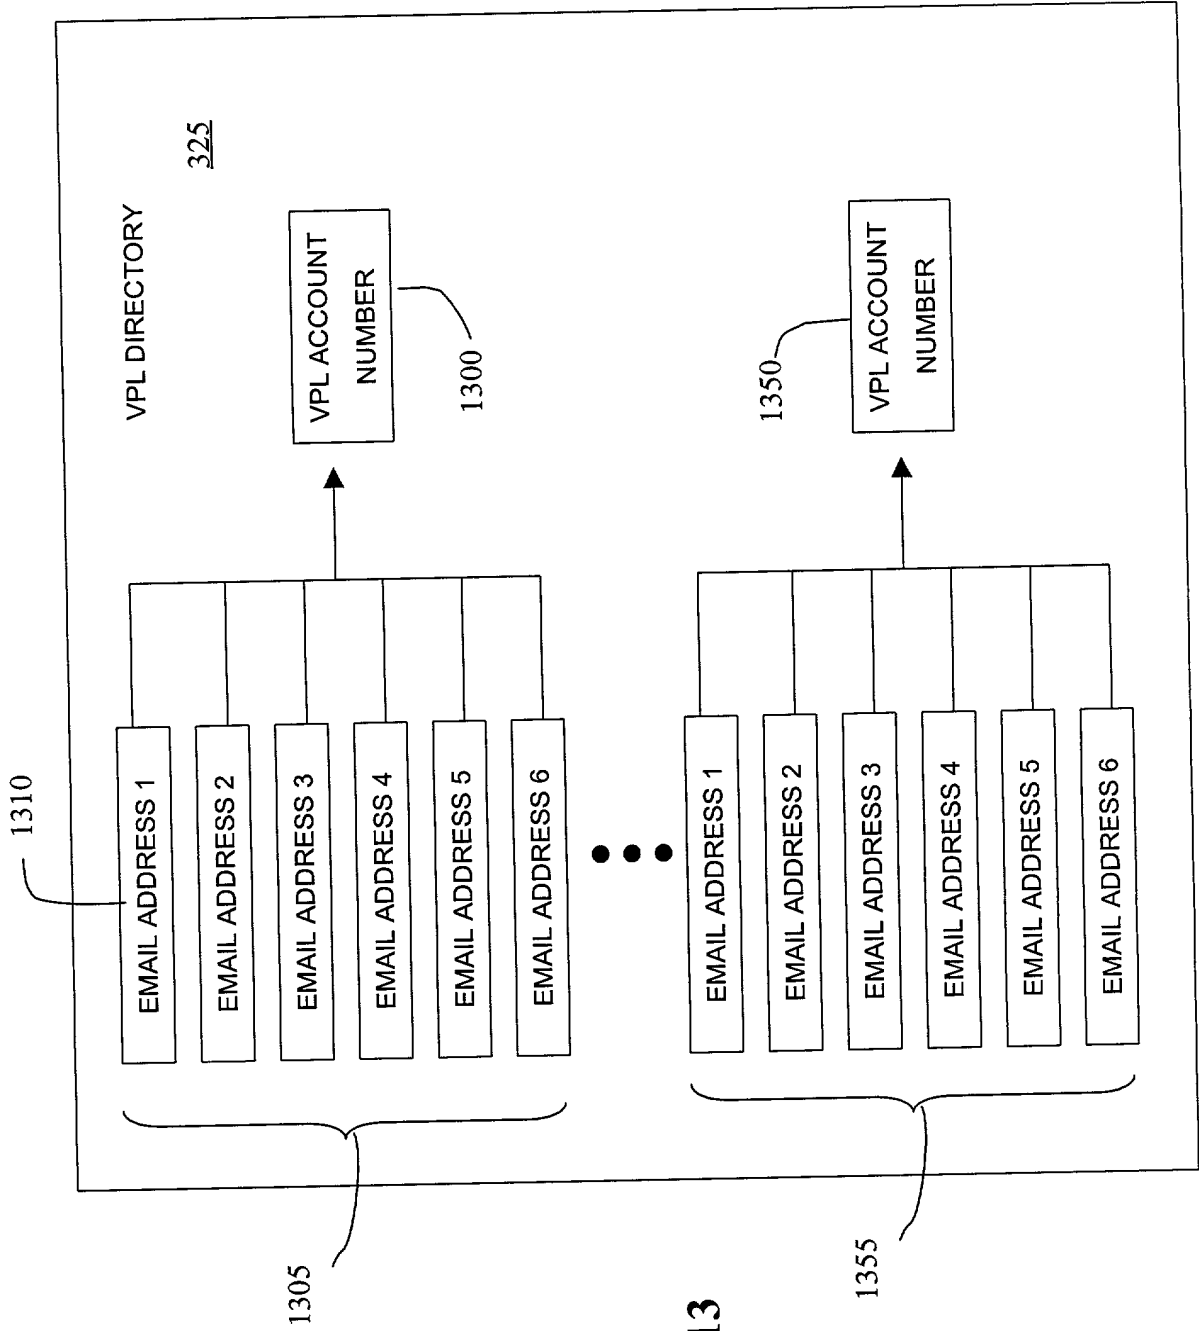 VPL DIRECTORY
325
1310
EMAIL ADDRESS 1
EMAIL ADDRESS 2
EMAIL ADDRESS 3
EMAIL ADDRESS 4
EMAIL ADDRESS 5
EMAIL ADDRESS 6
1305
VPL ACCOUNT
NUMBER
1300
EMAIL ADDRESS 1
EMAIL ADDRESS 2
EMAIL ADDRESS 3
EMAIL ADDRESS 4
EMAIL ADDRESS 5
EMAIL ADDRESS 6
1355
VPL ACCOUNT
NUMBER
1350
13